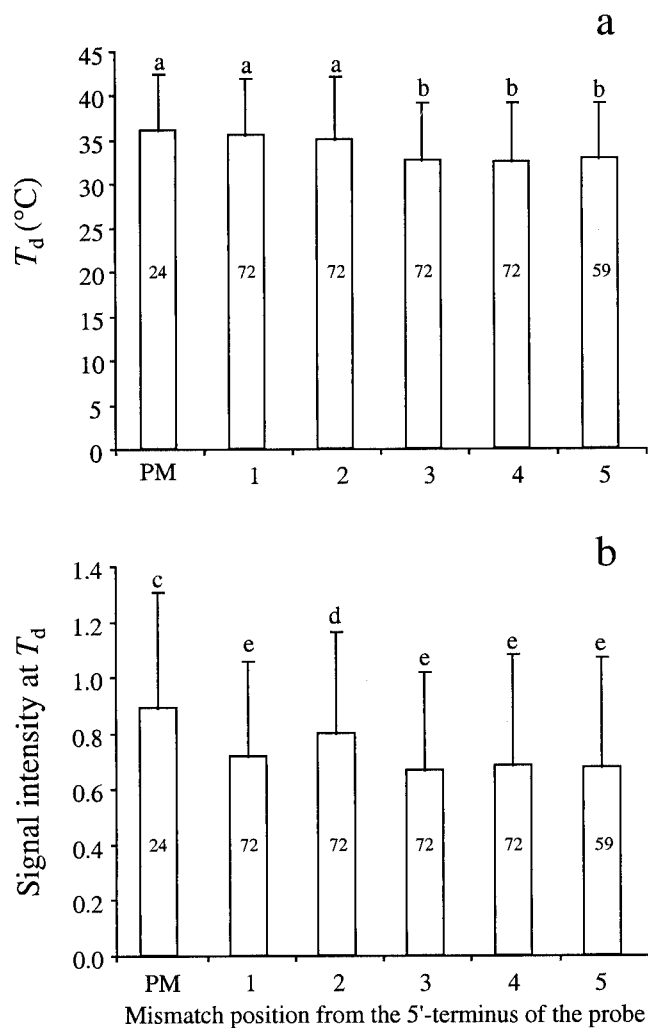 a
45
40
35
30
25
20
15
10
5
0
T_d (°C)
a a a b b b
24 72 72 72 72 59
PM 1 2 3 4 5
b
1.4
1.2
1.0
0.8
0.6
0.4
0.2
0.0
Signal intensity at T_d
c e d e e e
24 72 72 72 72 59
PM 1 2 3 4 5
Mismatch position from the 5'-terminus of the probe